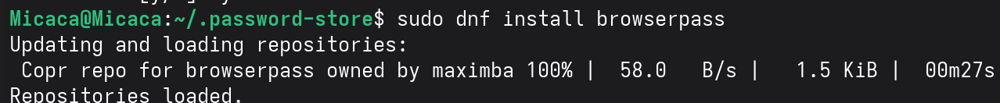 Micaca@Micaca:~/.password-store$ sudo dnf install browserpass
Updating and loading repositories:
 Copr repo for browserpass owned by maximba 100% |  58.0   B/s |   1.5 KiB |  00m27s
Repositories loaded.